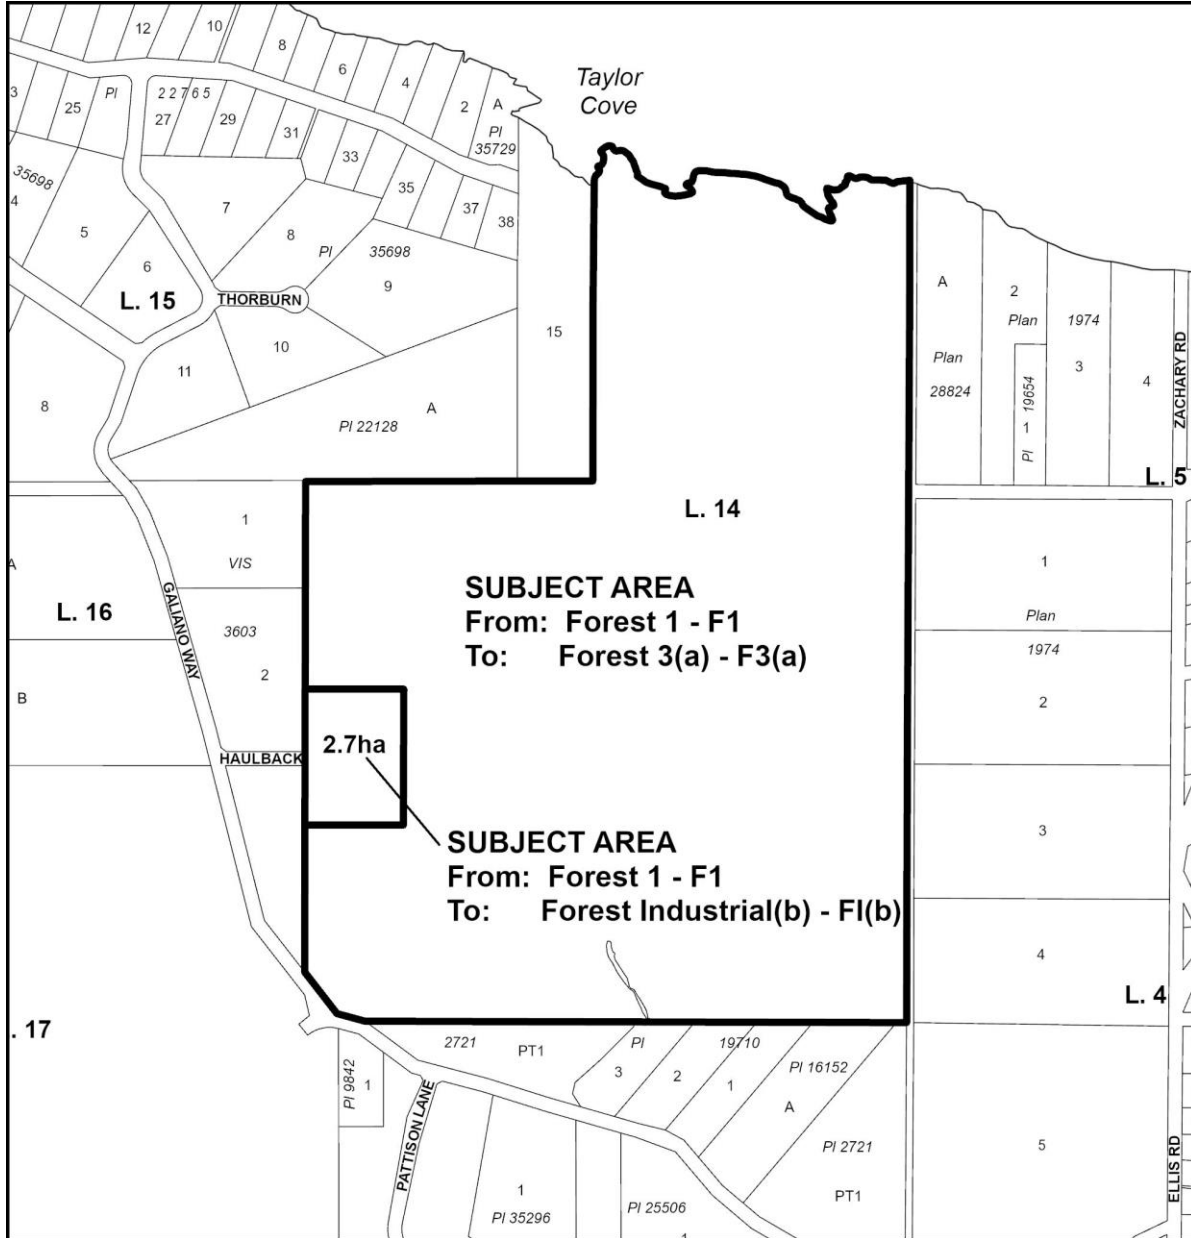 12
10
8
6
4
2
A
Pl
35729
Taylor
Cove
3
25
Pl
2 2 7 6 5
27
29
31
33
35
37
38
35698
4
5
6
7
8
Pl
35698
9
L. 15
THORBURN
10
11
8
15
A
Pl 22128
A
Plan
28824
2
Plan
1974
3
4
Pl
1
19654
ZACHARY RD
L. 5
L. 14
1
VIS
A
L. 16
GALIANO WAY
3603
2
B
HAULBACK
SUBJECT AREA
From: Forest 1 - F1
To: Forest 3(a) - F3(a)
2.7ha
SUBJECT AREA
From: Forest 1 - F1
To: Forest Industrial(b) - FI(b)
1
Plan
1974
2
3
4
L. 4
5
ELLIS RD
. 17
2721
PT1
Pl
19710
3
2
1
Pl 16152
A
Pl 2721
PT1
Pl 9842
1
PATTISON LANE
1
Pl 35296
Pl 25506